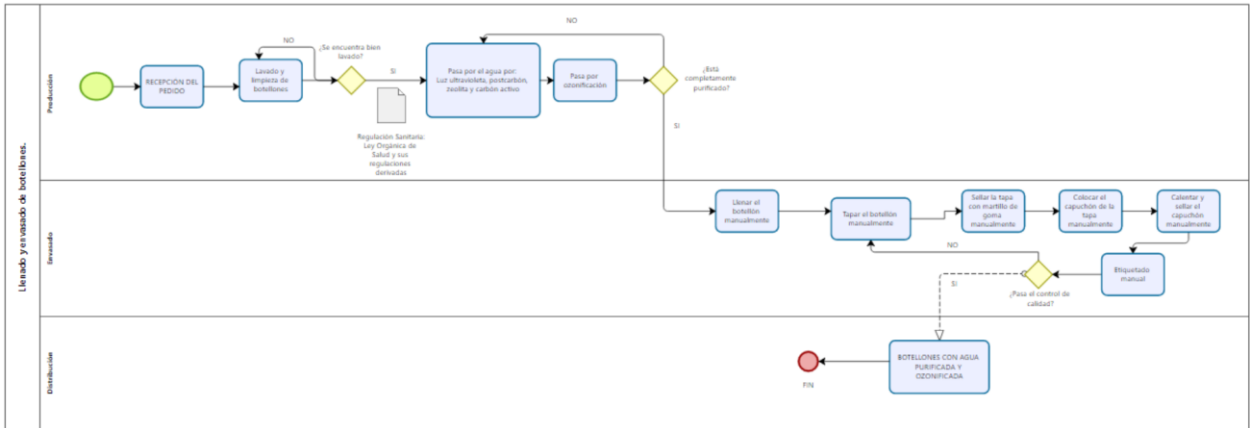 Llenado y envasado de botellones.
Producción
RECEPCIÓN DEL
PEDIDO
NO
Lavado y
limpieza de
botellones
¿Se encuentra bien
lavado?
SI
Regulación Sanitaria:
Ley Orgánica de
Salud y sus
regulaciones
derivadas
Pasa por el agua por:
Luz ultravioleta, postcarbón,
zeolita y carbón activo
Pasa por
ozonificación
NO
¿Está
completamente
purificado?
SI
Envasado
Llenar el
botellón
manualmente
Tapar el botellón
manualmente
Sellar la tapa
con martillo de
goma
manualmente
Colocar el
capuchón de la
tapa
manualmente
Calentar y
sellar el
capuchón
manualmente
Etiquetado
manual
NO
¿Pasa el control de
calidad?
SI
Distribución
BOTELLONES CON AGUA
PURIFICADA Y
OZONIFICADA
FIN